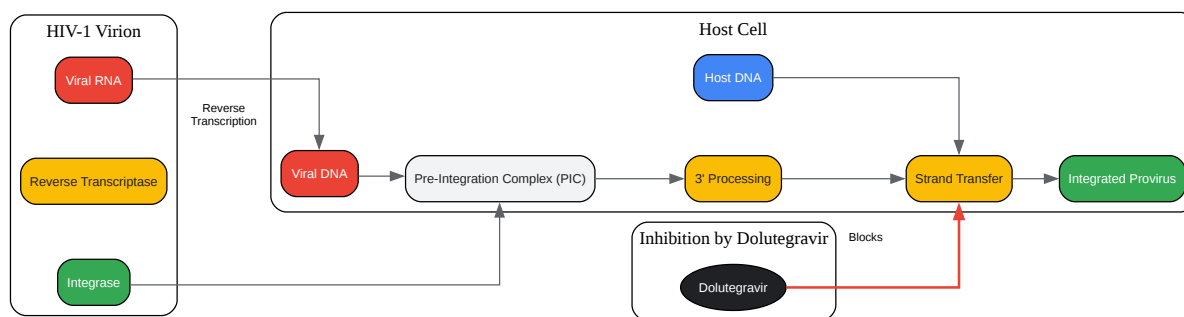 HIV-1 Virion
Viral RNA
Reverse Transcriptase
Integrase
Reverse
Transcription
Host Cell
Host DNA
Viral DNA
Pre-Integration Complex (PIC)
3' Processing
Strand Transfer
Integrated Provirus
Inhibition by Dolutegravir
Blocks
Dolutegravir